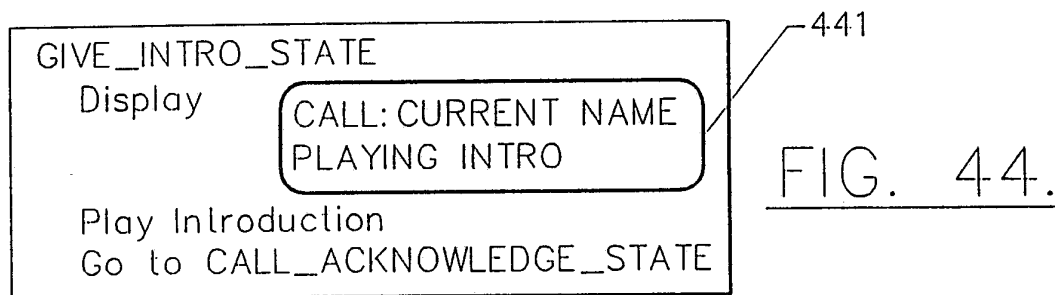 441
GIVE_INTRO_STATE
Display
CALL: CURRENT NAME
PLAYING INTRO
FIG. 44.
Play Introduction
Go to CALL_ACKNOWLEDGE_STATE